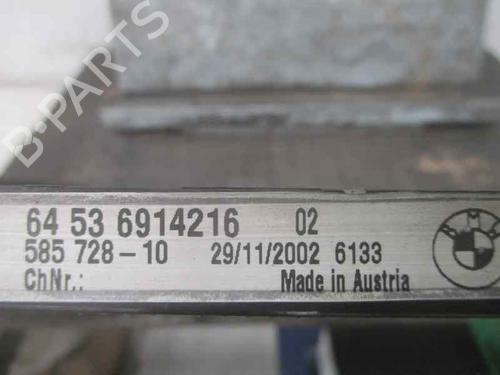 B-PARTS
64 53 6914216 02
585 728-10 29/11/2002 6133
ChNr.: Made in Austria
BMW